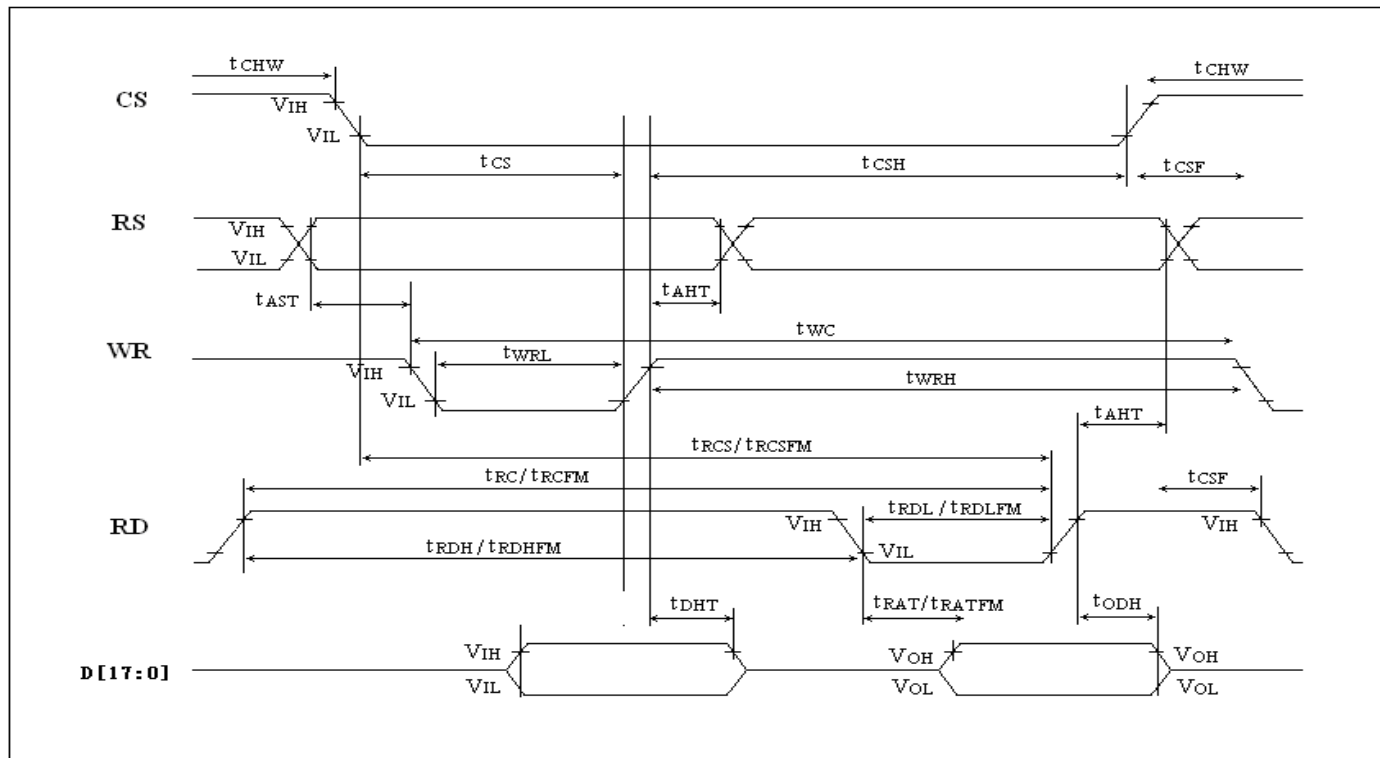 tCHW
tCHW
CS
VIH
VIL
tCS
tCSH
tCSF
RS
VIH
VIL
tAST
tAHT
tWC
WR
tWRL
VIH
tWRH
VIL
tAHT
tRCS/tRCSFM
tRC/tRCFM
tCSF
tRDL/tRDLFM
RD
VIH
VIH
tRDH/tRDHFM
VIL
tDHT
tRAT/tRATFM
tODH
VIH
VOH
VOH
D[17:0]
VIL
VOL
VOL